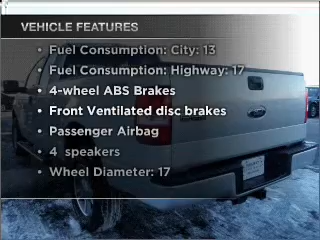 VEHICLE FEATURES
• Fuel Consumption: City: 13
• Fuel Consumption: Highway: 17
• 4-wheel ABS Brakes
• Front Ventilated disc brakes
• Passenger Airbag
• 4 speakers
• Wheel Diameter: 17